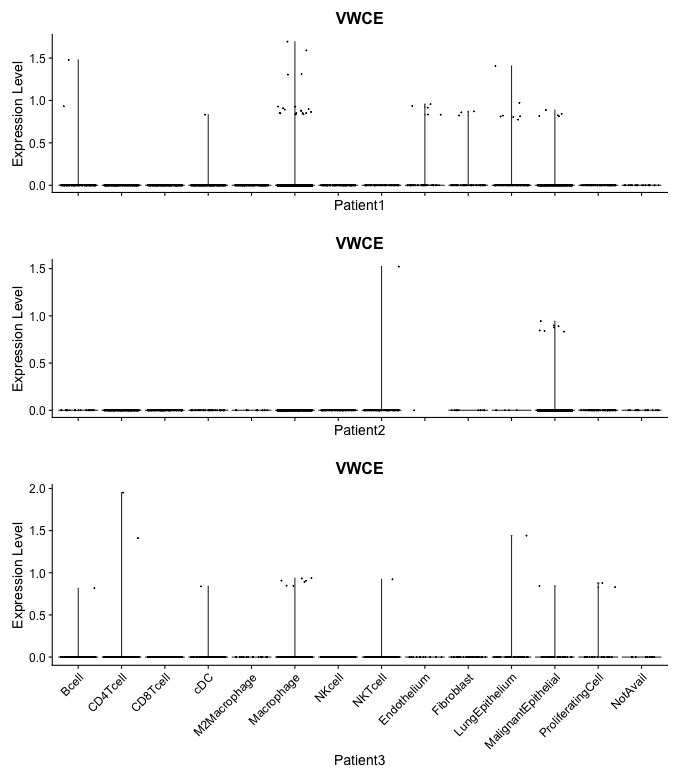 VWCE
Expression Level
1.5
1.0
0.5
0.0
Patient1
VWCE
Expression Level
1.5
1.0
0.5
0.0
Patient2
VWCE
Expression Level
2.0
1.5
1.0
0.5
0.0
Bcell
CD4Tcell
CD8Tcell
cDC
M2Macrophage
Macrophage
NKcell
NKTcell
Endothelium
Fibroblast
LungEpithelium
MalignantEpithelial
ProliferatingCell
NotAvail
Patient3